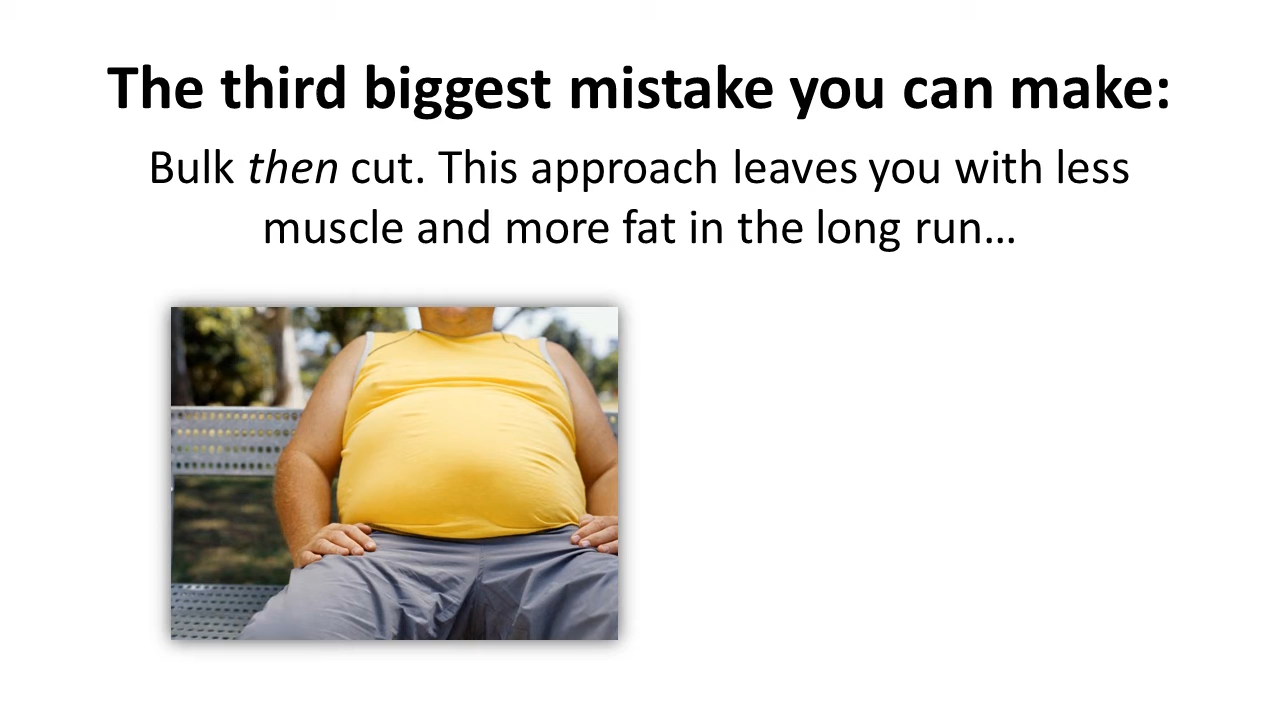 The third biggest mistake you can make:
Bulk then cut. This approach leaves you with less
muscle and more fat in the long run…